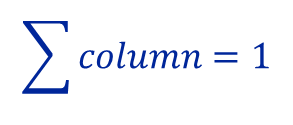 ∑ column = 1